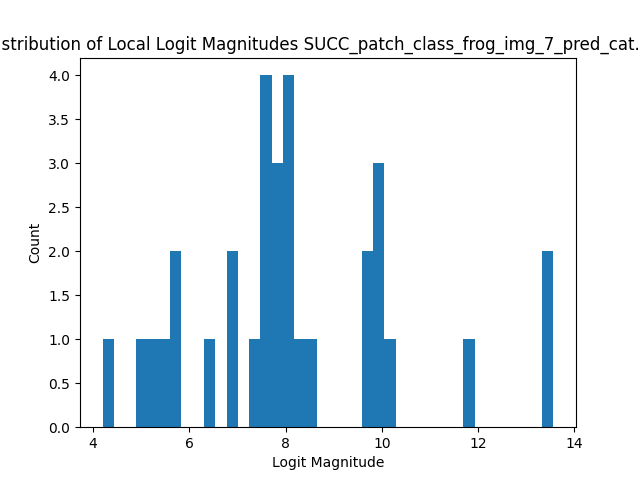 stribution of Local Logit Magnitudes SUCC_patch_class_frog_img_7_pred_cat.
4.0
3.5
3.0
2.5
2.0
1.5
1.0
0.5
0.0
Count
4 6 8 10 12 14
Logit Magnitude